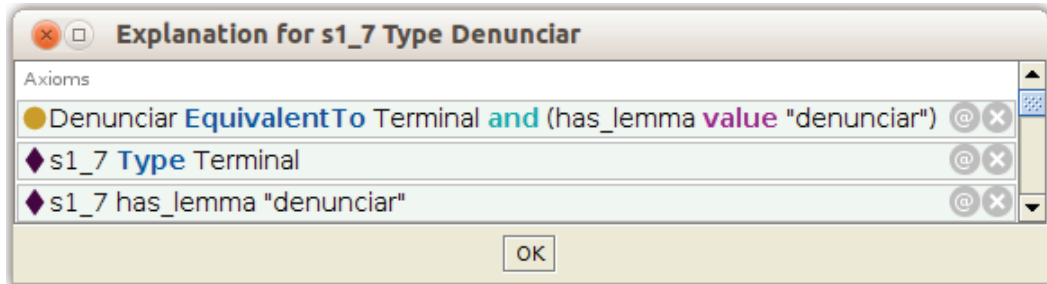 Explanation for s1_7 Type Denunciar
Axioms
Denunciar EquivalentTo Terminal and (has_lemma value "denunciar") @
s1_7 Type Terminal @
s1_7 has_lemma "denunciar" @
OK